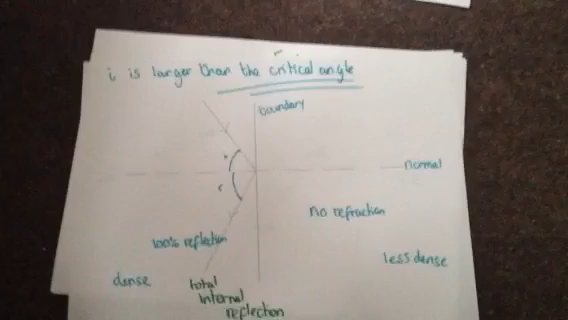 i is larger than the critical angle
boundary
normal
i
r
no refraction
100% reflection
less dense
dense
total
internal
reflection